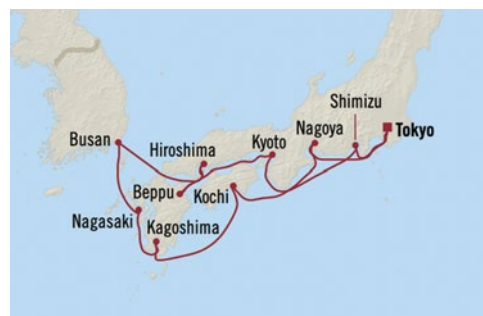 Shimizu
Nagoya
Tokyo
Busan
Hiroshima
Kyoto
Beppu
Kochi
Nagasaki
Kagoshima